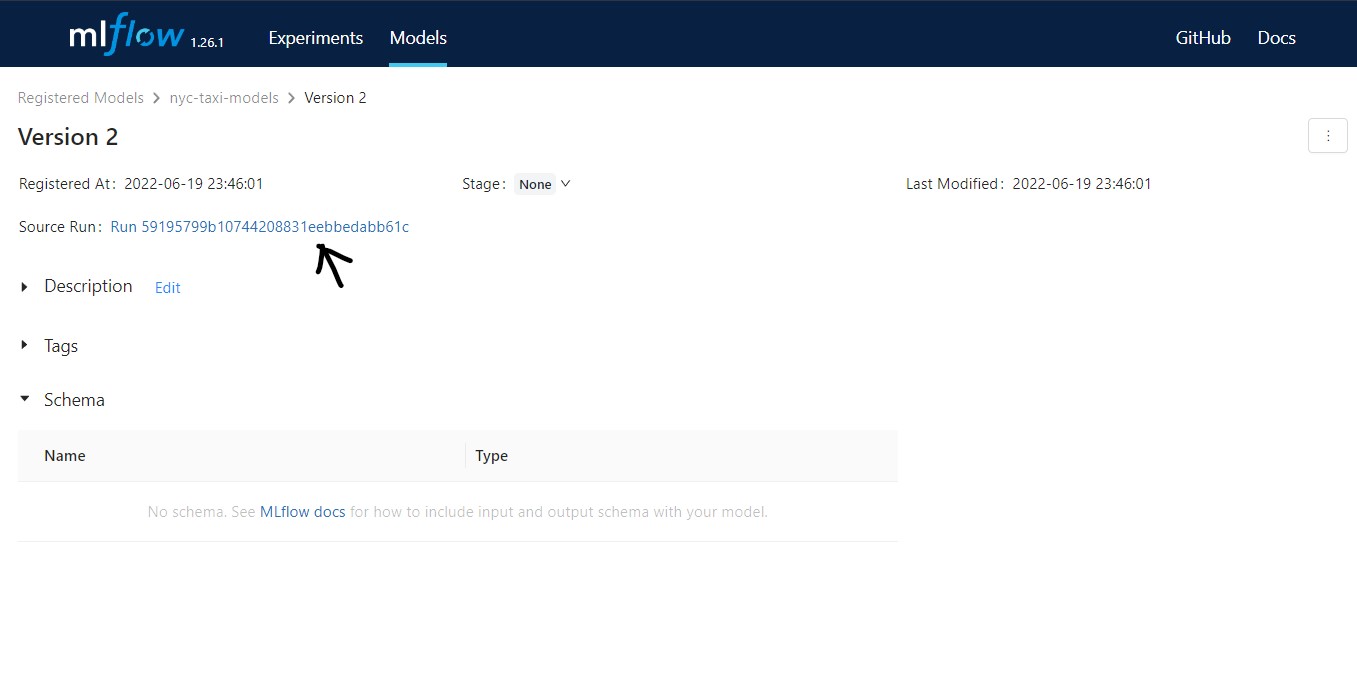 mlflow 1.26.1 Experiments Models GitHub Docs
Registered Models > nyc-taxi-models > Version 2
Version 2
Registered At: 2022-06-19 23:46:01 Stage: None Last Modified: 2022-06-19 23:46:01
Source Run: Run 59195799b10744208831eebbedabb61c
Description Edit
Tags
Schema
Name Type
No schema. See MLflow docs for how to include input and output schema with your model.